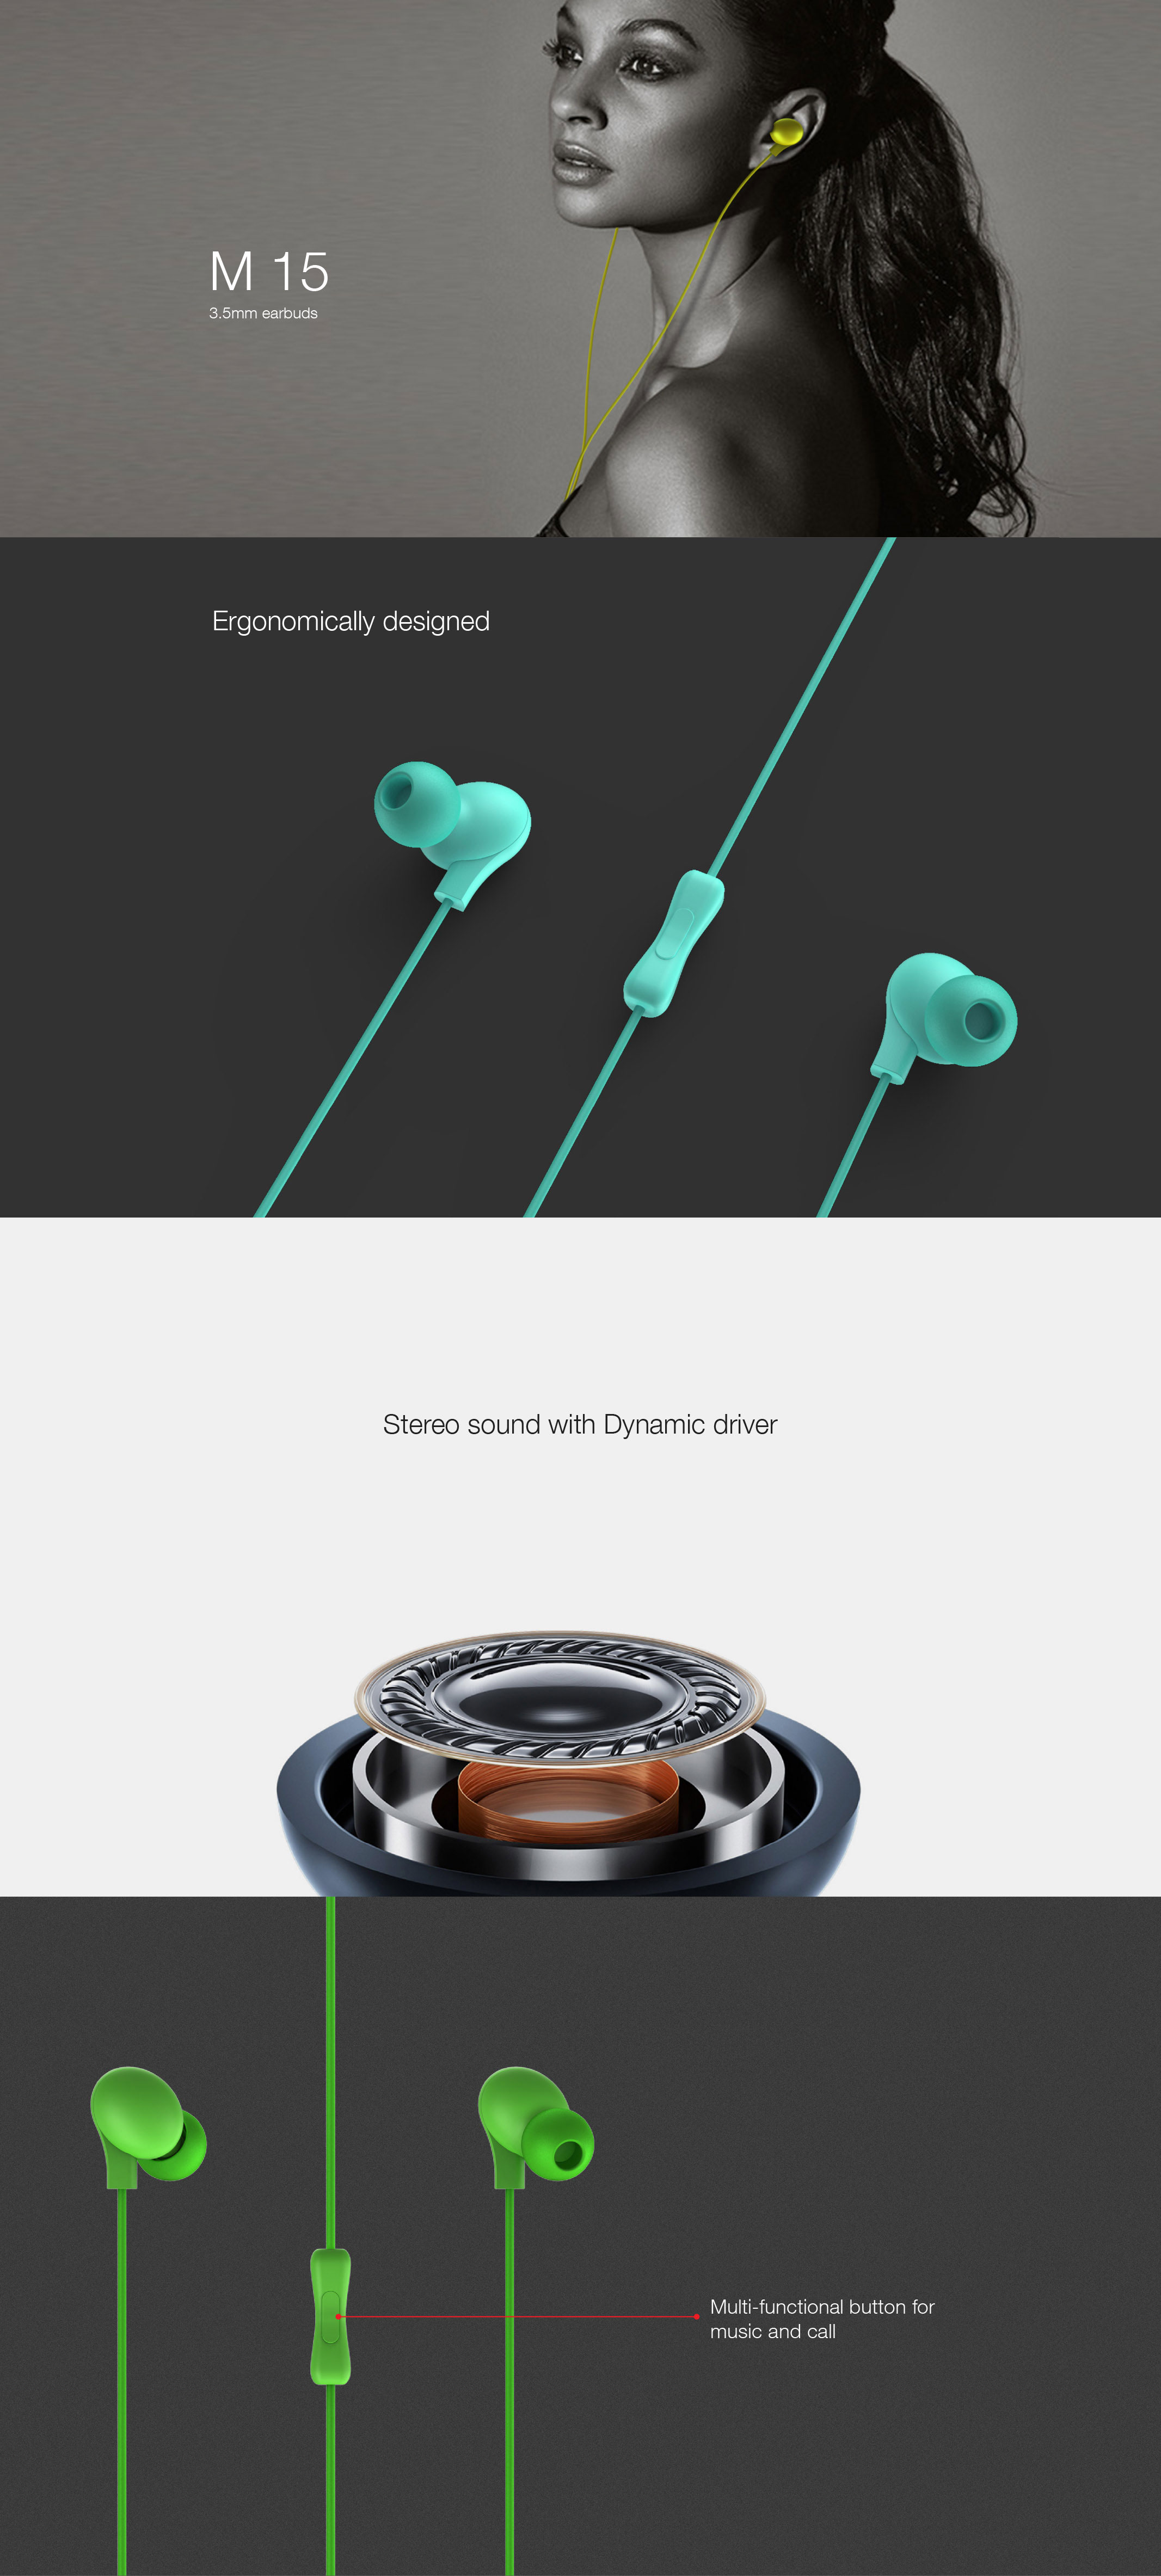 M 15
3.5mm earbuds
Ergonomically designed
Stereo sound with Dynamic driver
Multi-functional button for
music and call